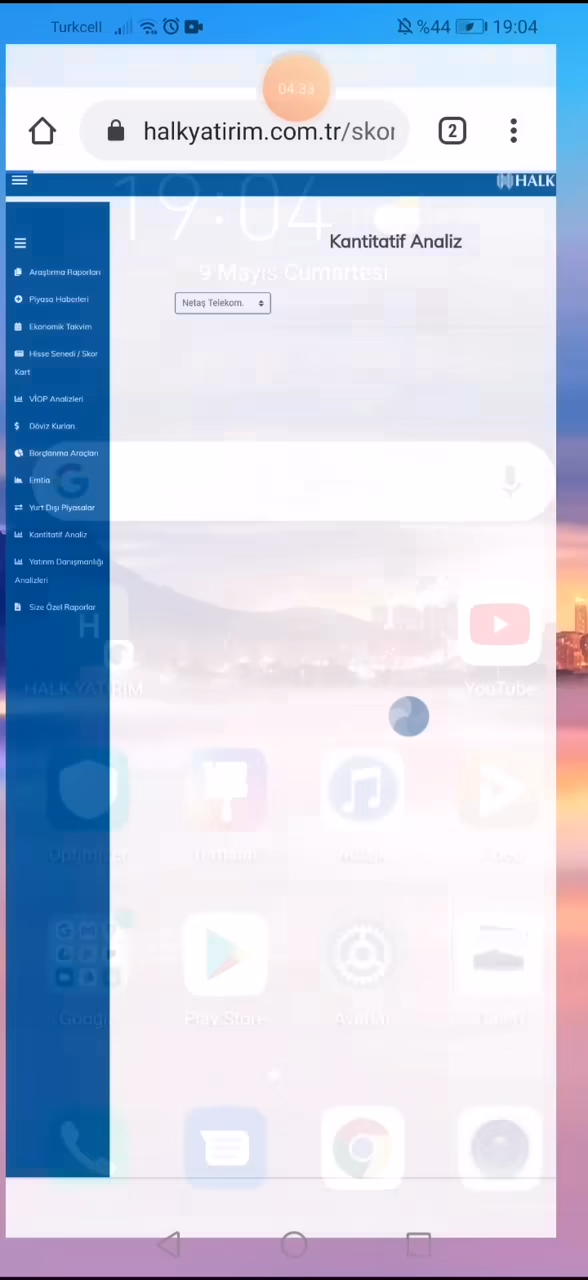 Turkcell
%44
19:04
04:33
halkyatirim.com.tr/skor
2
HALK
19:04
Kantitatif Analiz
9 Mayıs Cumartesi
Netaş Telekom.
Araştırma Raporları
Piyasa Haberleri
Ekonomik Takvim
Hisse Senedi / Skor
Kart
VİOP Analizleri
Döviz Kurları
Borçlanma Araçları
Emtia
Yurt Dışı Piyasalar
Kantitatif Analiz
Yatırım Danışmanlığı
Analizleri
Size Özel Raporlar
H
HALK YATIRIM
YouTube
Google
Play Store